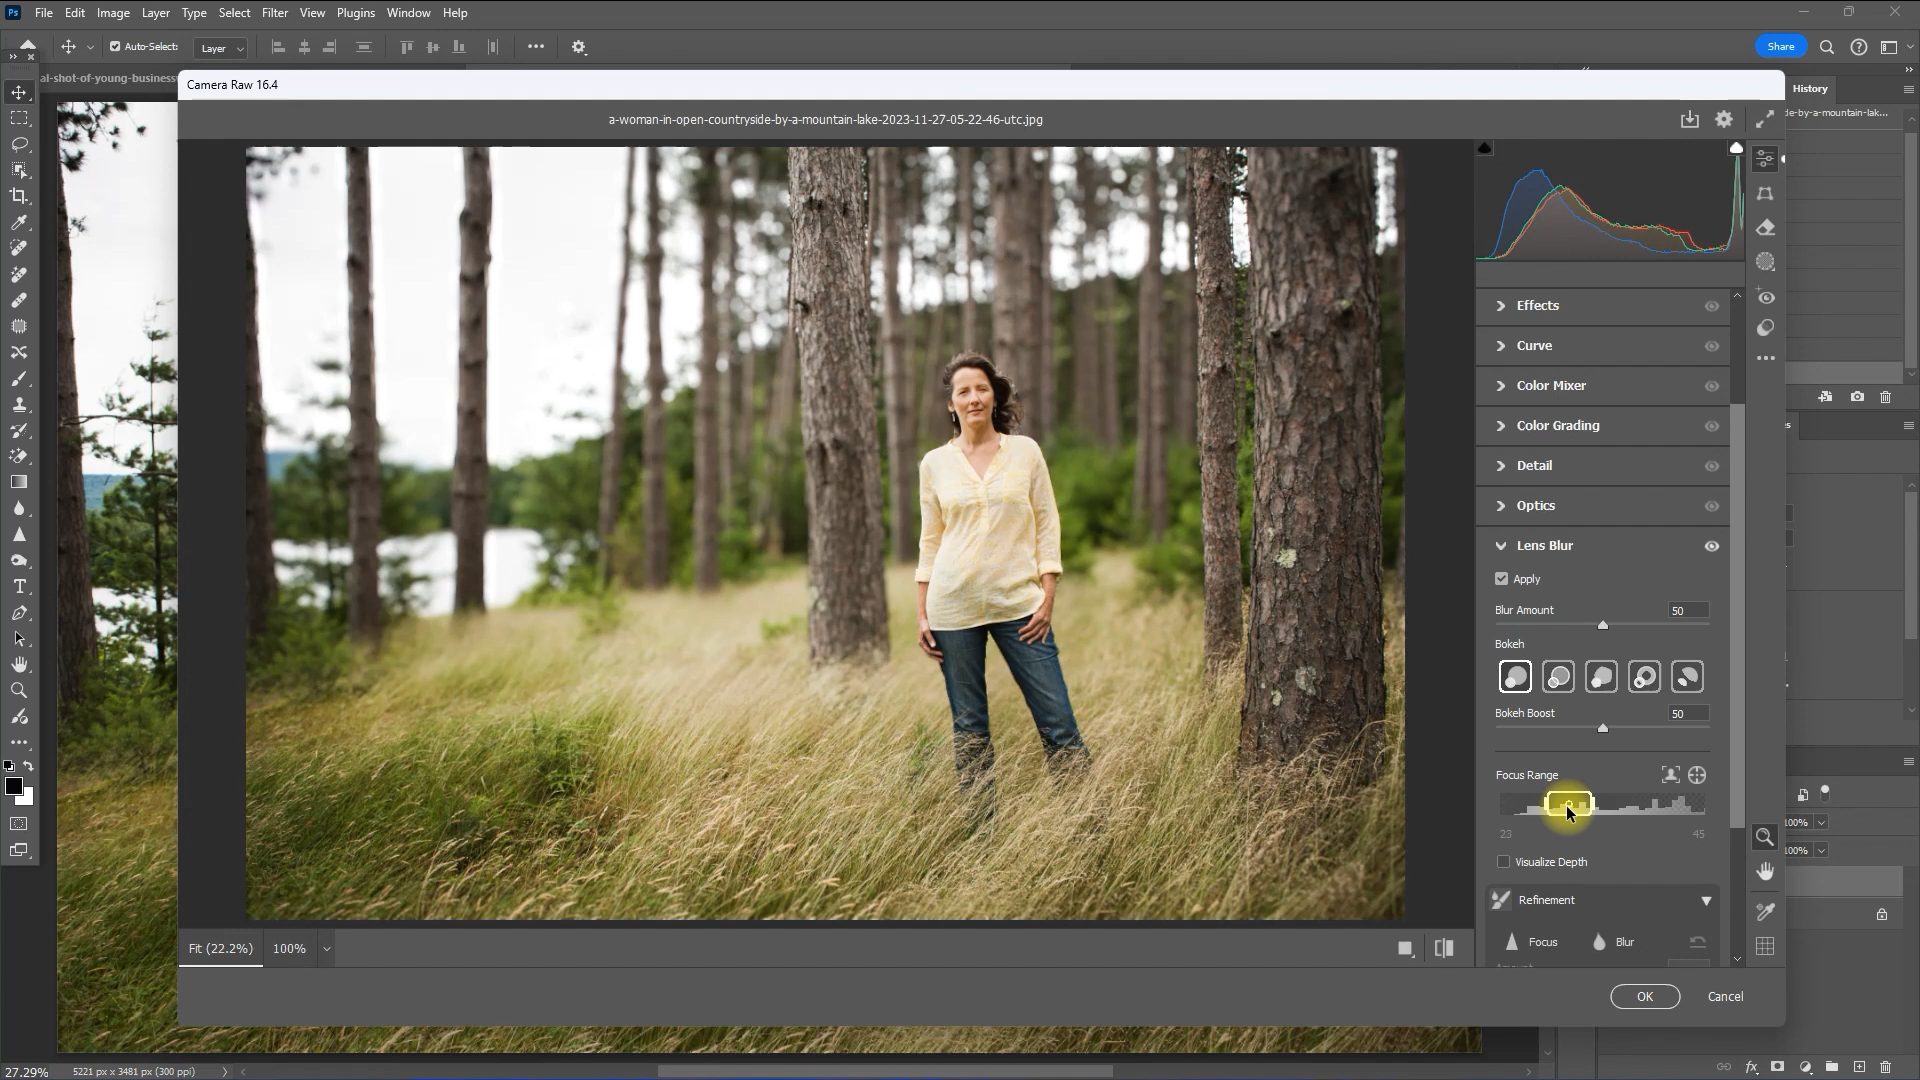 Ps File Edit Image Layer Type Select Filter View Plugins Window Help
Auto-Select: Layer Share
al-shot-of-young-business
Camera Raw 16.4
History
a-woman-in-open-countryside-by-a-mountain-lake-2023-11-27-05-22-46-utc.jpg
de-by-a-mountain-lak...
Effects
Curve
Color Mixer
Color Grading
Detail
Optics
Lens Blur
Apply
Blur Amount 50
Bokeh
Bokeh Boost 50
Focus Range
23 45
100%
Visualize Depth
100%
Refinement
Focus Blur
Fit (22.2%) 100%
OK Cancel
27.29% 5221 px x 3481 px (300 ppi)
fx